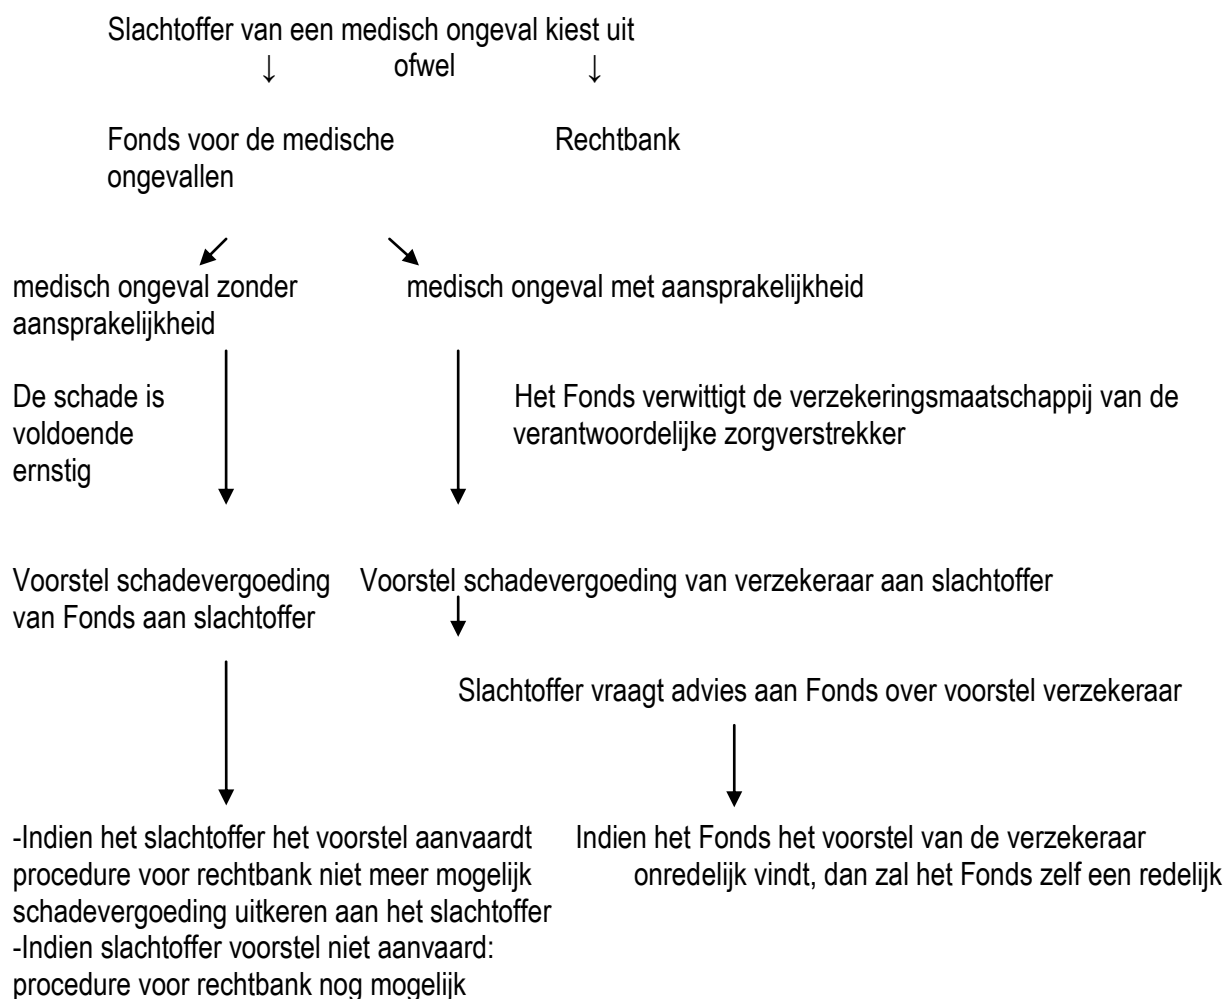 Slachtoffer van een medisch ongeval kiest uit
↓ ofwel ↓
Fonds voor de medische ongevallen Rechtbank
medisch ongeval zonder aansprakelijkheid
medisch ongeval met aansprakelijkheid
De schade is
voldoende
ernstig
Het Fonds verwittigt de verzekeringsmaatschappij van de
verantwoordelijke zorgverstrekker
Voorstel schadevergoeding
van Fonds aan slachtoffer
Voorstel schadevergoeding van verzekeraar aan slachtoffer
Slachtoffer vraagt advies aan Fonds over voorstel verzekeraar
-Indien het slachtoffer het voorstel aanvaardt
procedure voor rechtbank niet meer mogelijk
schadevergoeding uitkeren aan het slachtoffer
-Indien slachtoffer voorstel niet aanvaard:
procedure voor rechtbank nog mogelijk
Indien het Fonds het voorstel van de verzekeraar
onredelijk vindt, dan zal het Fonds zelf een redelijk